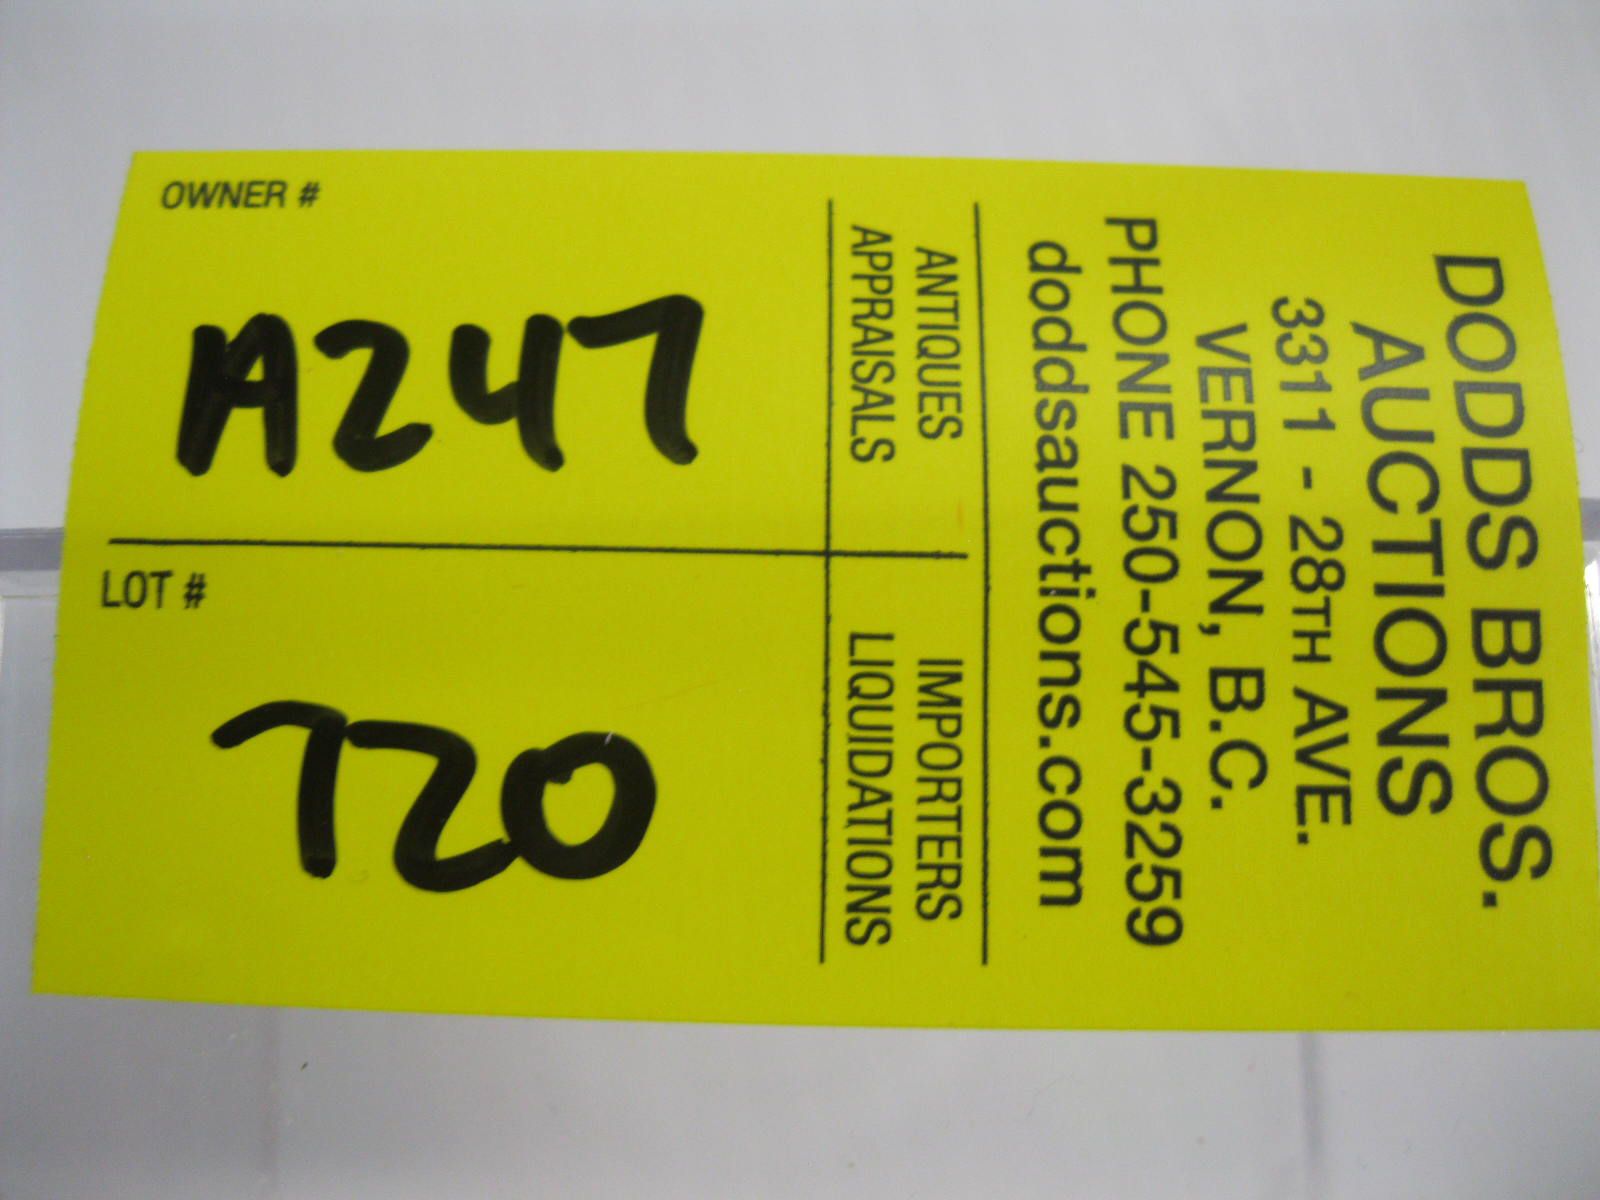 DODDS BROS.
AUCTIONS
3311 - 28TH AVE.
VERNON, B.C.
PHONE 250-545-3259
doddsauctions.com
ANTIQUES
APPRAISALS
IMPORTERS
LIQUIDATIONS
OWNER #
A247
LOT #
720